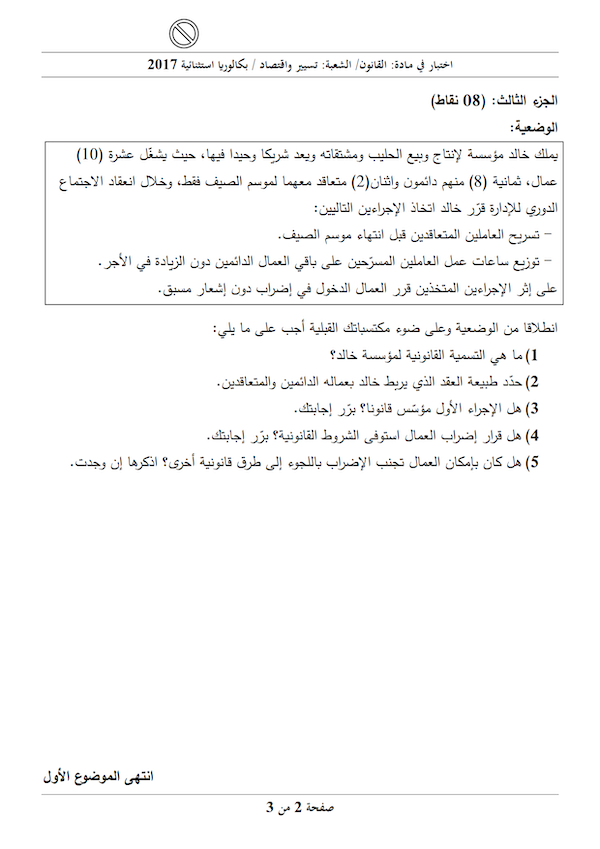 اختبار في مادة: القانون/ الشعبة: تسيير واقتصاد / بكالوريا استثنائية 2017
الجزء الثالث: (08 نقاط)
الوضعية:
يملك خالد مؤسسة لإنتاج وبيع الحليب ومشتقاته ويعد شريكا وحيدا فيها، حيث يشغّل عشرة (10)
عمال، ثمانية (8) منهم دائمون واثنان(2) متعاقد معهما لموسم الصيف فقط، وخلال انعقاد الاجتماع
الدوري للإدارة قرّر خالد اتخاذ الإجراءين التاليين:
- تسريح العاملين المتعاقدين قبل انتهاء موسم الصيف.
- توزيع ساعات عمل العاملين المسرّحين على باقي العمال الدائمين دون الزيادة في الأجر.
على إثر الإجراءين المتخذين قرر العمال الدخول في إضراب دون إشعار مسبق.
انطلاقا من الوضعية وعلى ضوء مكتسباتك القبلية أجب على ما يلي:
1) ما هي التسمية القانونية لمؤسسة خالد؟
2) حدّد طبيعة العقد الذي يربط خالد بعماله الدائمين والمتعاقدين.
3) هل الإجراء الأول مؤسّس قانونا؟ برّر إجابتك.
4) هل قرار إضراب العمال استوفى الشروط القانونية؟ برّر إجابتك.
5) هل كان بإمكان العمال تجنب الإضراب باللجوء إلى طرق قانونية أخرى؟ اذكرها إن وجدت.
انتهى الموضوع الأول
صفحة 2 من 3